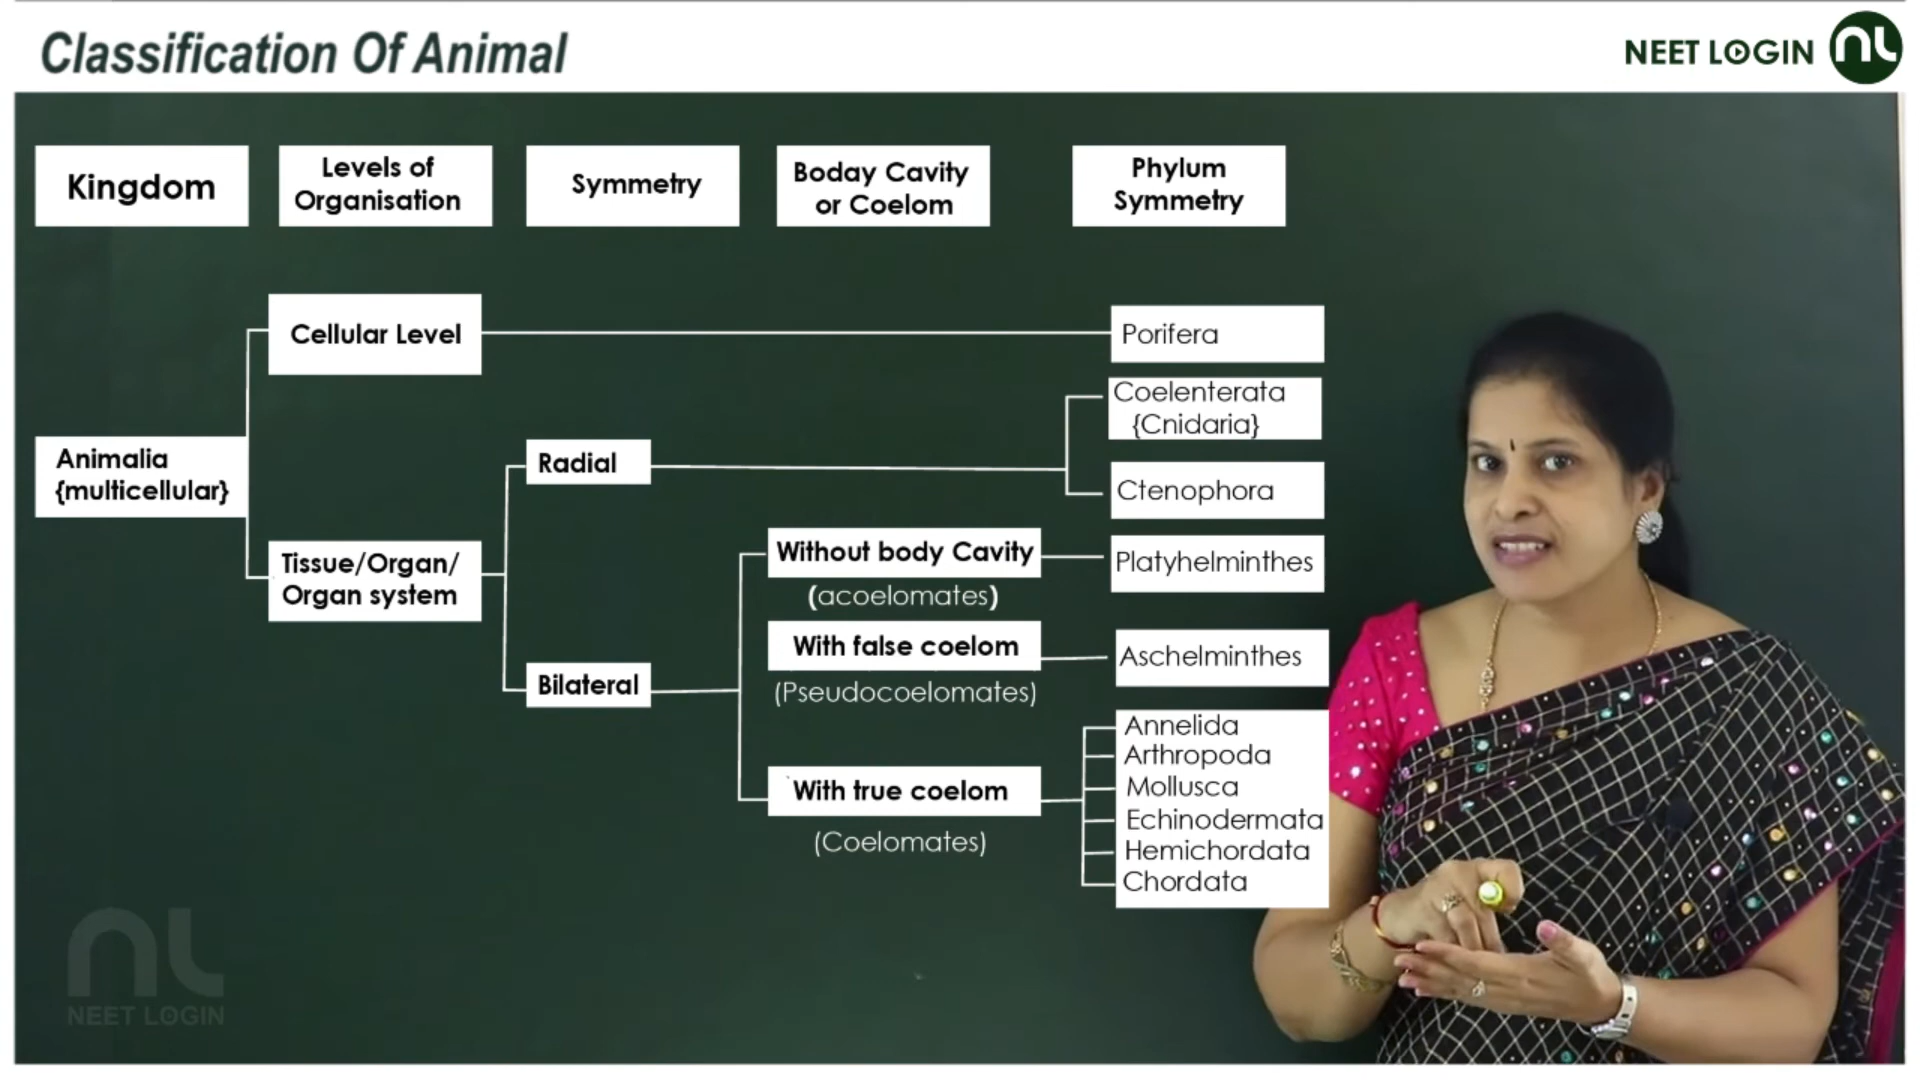 Classification Of Animal
NEET LOGIN
nl
Kingdom
Levels of
Organisation
Symmetry
Boday Cavity
or Coelom
Phylum
Symmetry
Cellular Level
Porifera
Coelenterata
{Cnidaria}
Animalia
{multicellular}
Radial
Ctenophora
Without body Cavity
Platyhelminthes
Tissue/Organ/
Organ system
(acoelomates)
With false coelom
Aschelminthes
Bilateral
(Pseudocoelomates)
Annelida
Arthropoda
With true coelom
Mollusca
Echinodermata
(Coelomates)
Hemichordata
Chordata
nl
NEET LOGIN